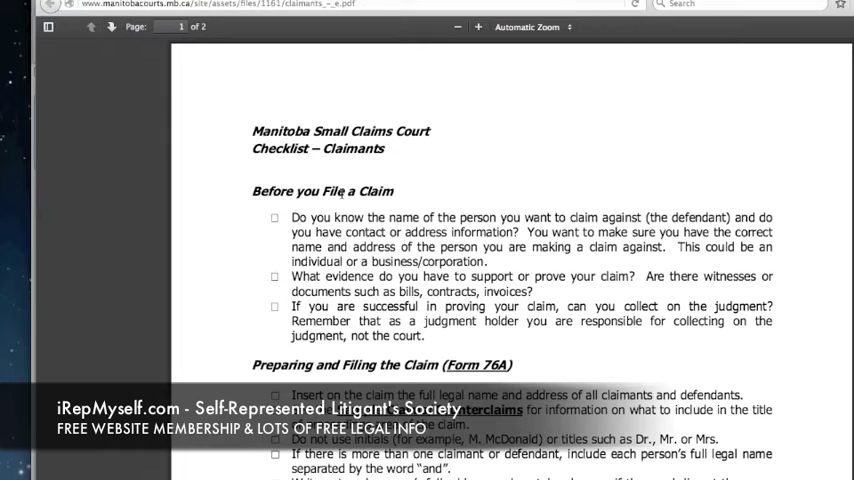 www.manitobacourts.mb.ca/site/assets/files/1161/claimants_-_e.pdf
Search
Page: 1 of 2
Automatic Zoom
Manitoba Small Claims Court
Checklist – Claimants
Before you File a Claim
Do you know the name of the person you want to claim against (the defendant) and do
you have contact or address information? You want to make sure you have the correct
name and address of the person you are making a claim against. This could be an
individual or a business/corporation.
What evidence do you have to support or prove your claim? Are there witnesses or
documents such as bills, contracts, invoices?
If you are successful in proving your claim, can you collect on the judgment?
Remember that as a judgment holder you are responsible for collecting on the
judgment, not the court.
Preparing and Filing the Claim (Form 76A)
Insert on the claim the full legal name and address of all claimants and defendants.
for information on what to include in the title
of the claim.
Do not use initials (for example, M. McDonald) or titles such as Dr., Mr. or Mrs.
If there is more than one claimant or defendant, include each person's full legal name
separated by the word "and".
iRepMyself.com - Self-Represented Litigant's Society
FREE WEBSITE MEMBERSHIP & LOTS OF FREE LEGAL INFO